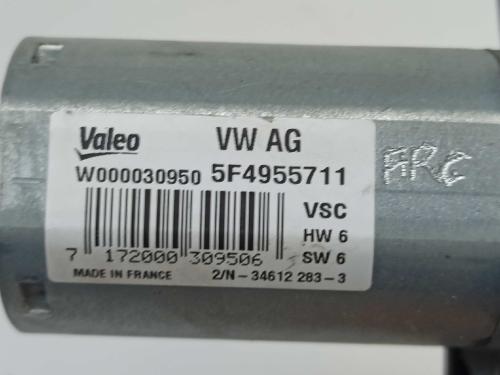 Valeo VW AG
W000030950 5F4955711
VSC
HW 6
7 172000 309506 SW 6
MADE IN FRANCE 2/N-34612 283-3
ARC